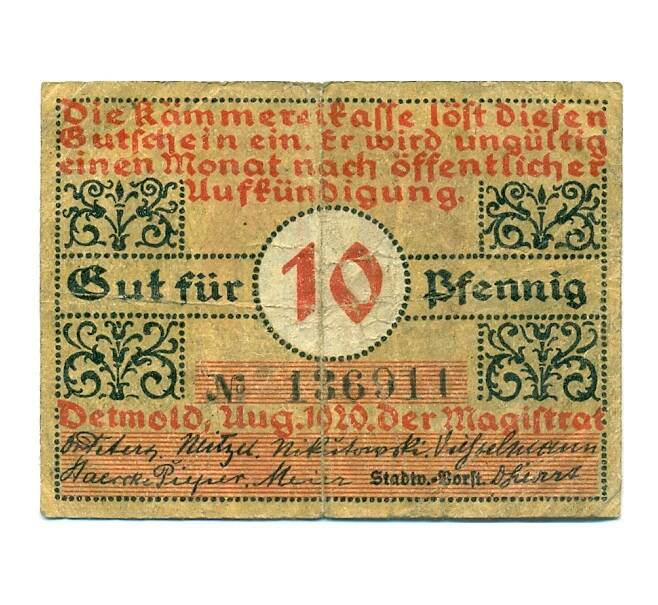 Die Kämmereikasse löst diesen
Gutschein ein. Er wird ungültig
einen Monat nach öffentlicher
Aufkündigung.
Gut für 10 Pfennig
№ 136911
Detmold, Aug. 1920. Der Magistrat
Meier Stadtv.-Vorst.